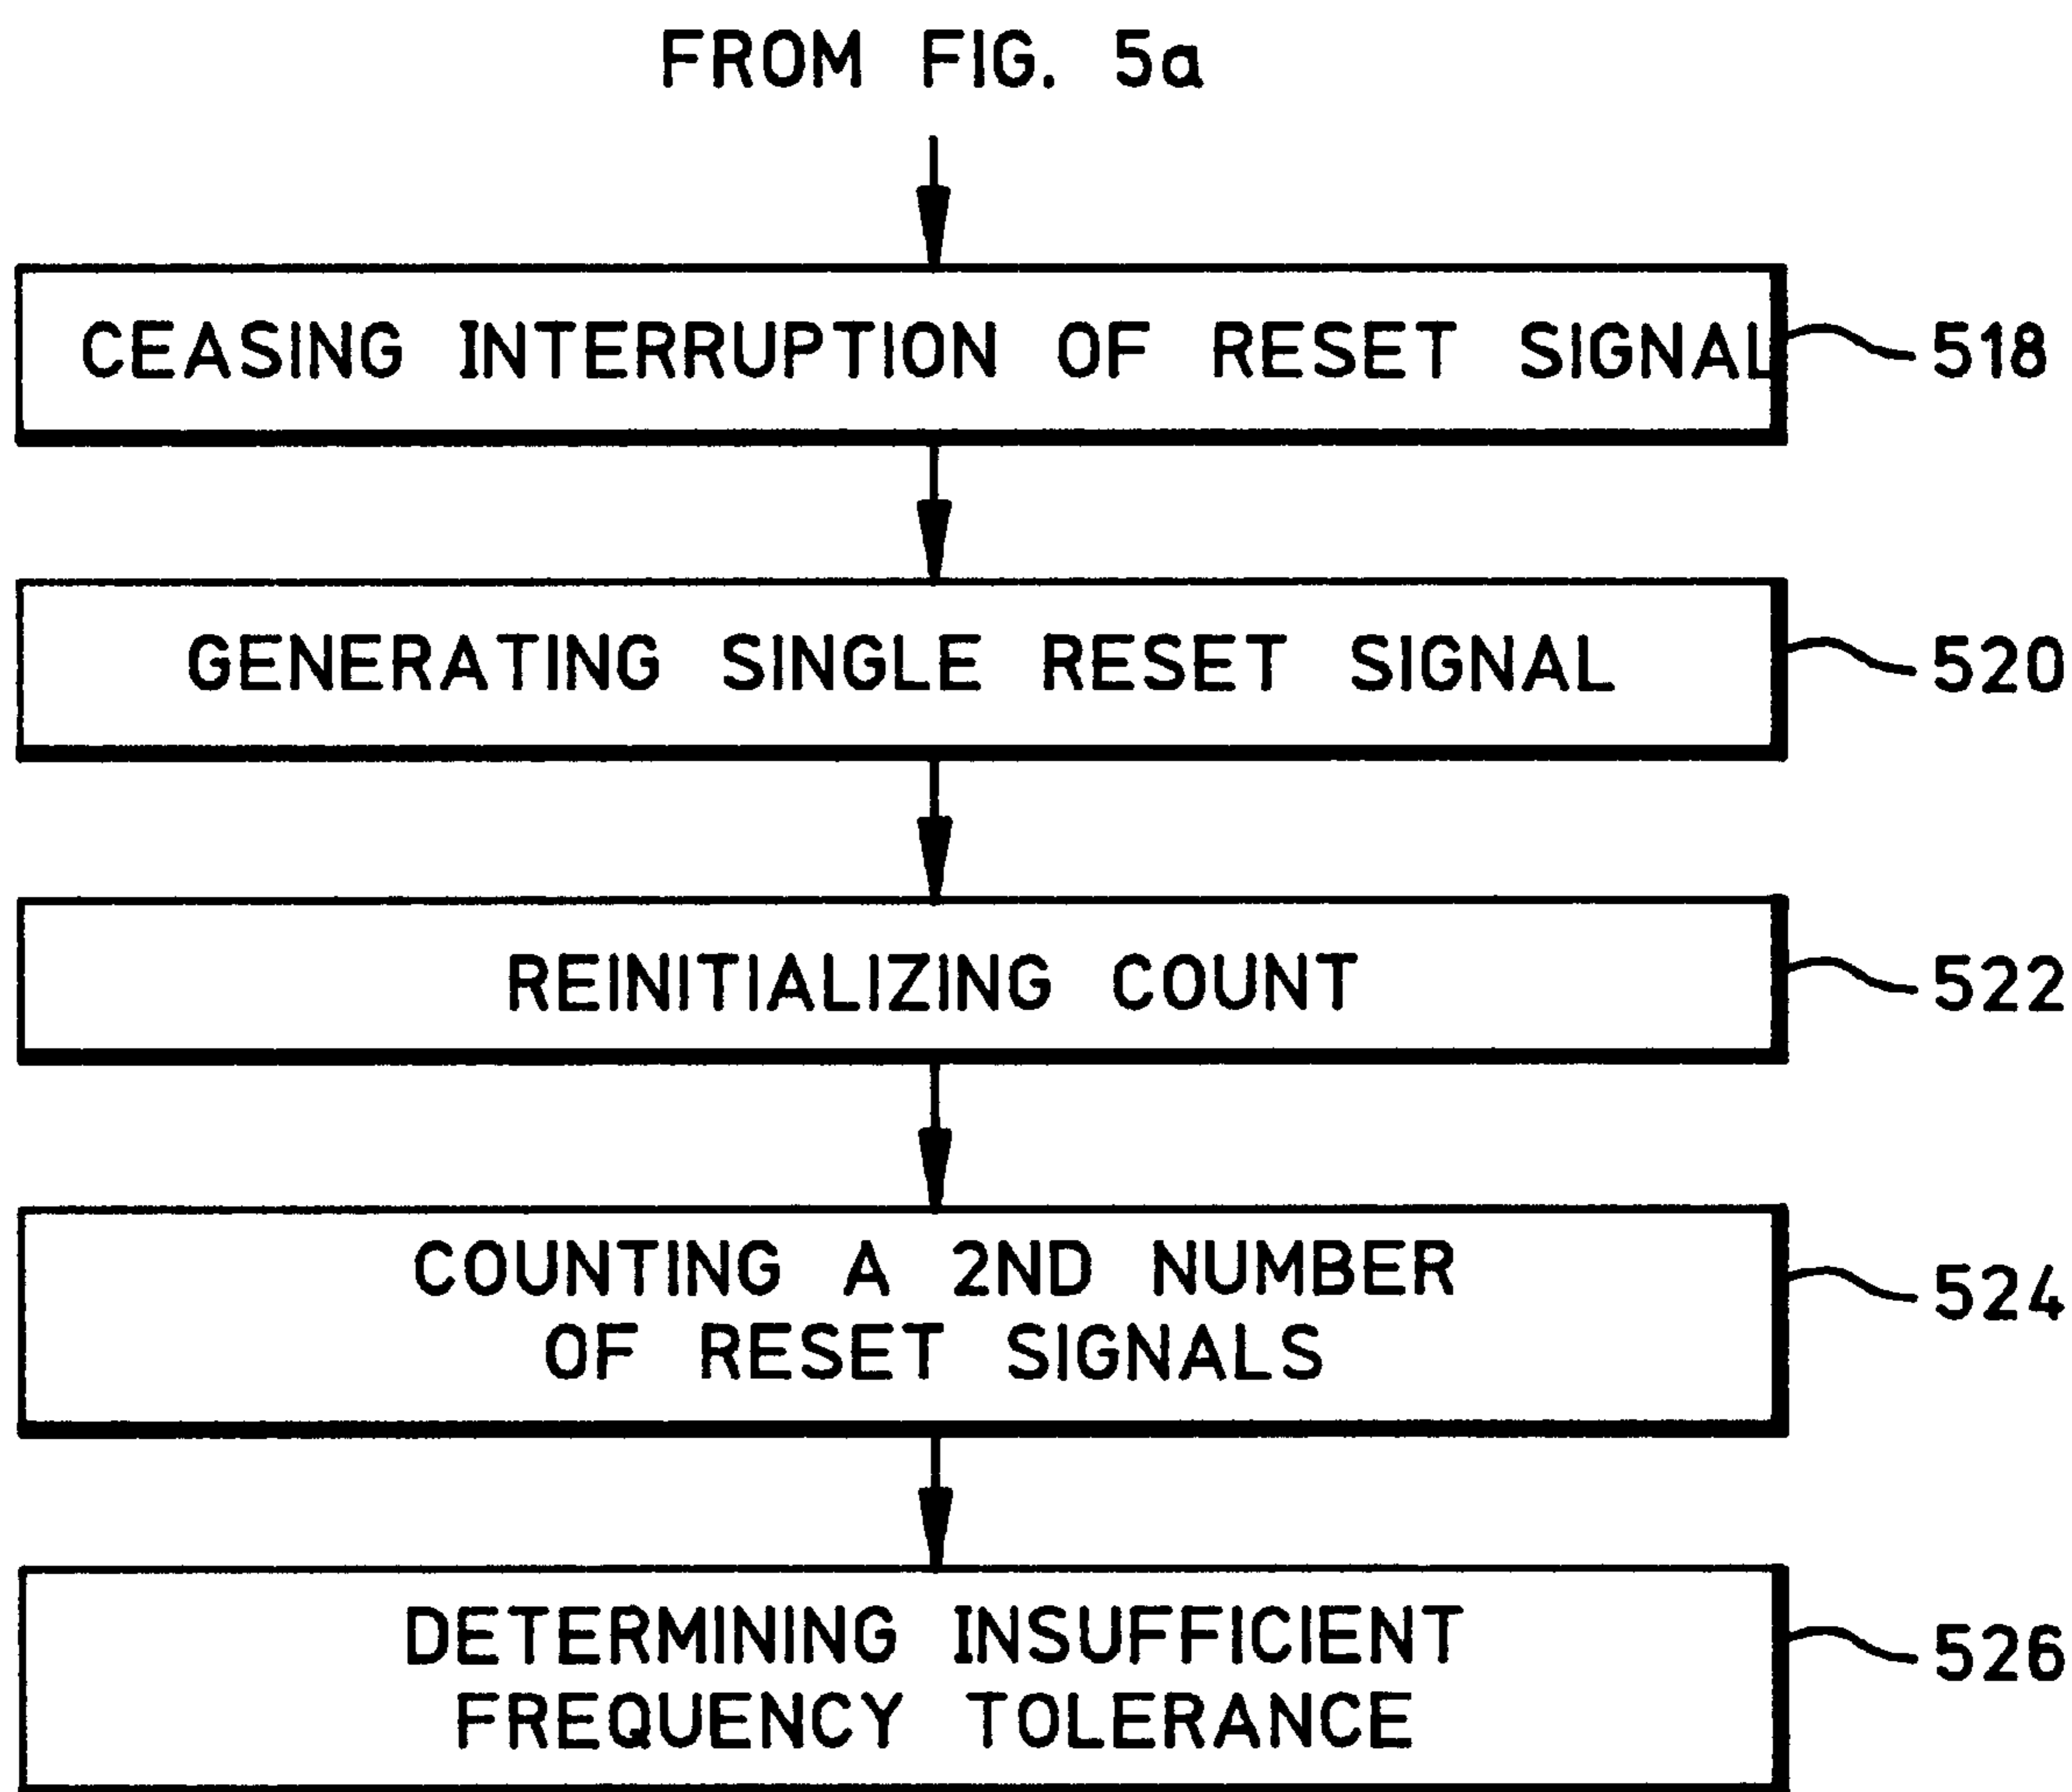 FROM FIG. 5a
CEASING INTERRUPTION OF RESET SIGNAL
518
GENERATING SINGLE RESET SIGNAL
520
REINITIALIZING COUNT
522
COUNTING A 2ND NUMBER
OF RESET SIGNALS
524
DETERMINING INSUFFICIENT
FREQUENCY TOLERANCE
526